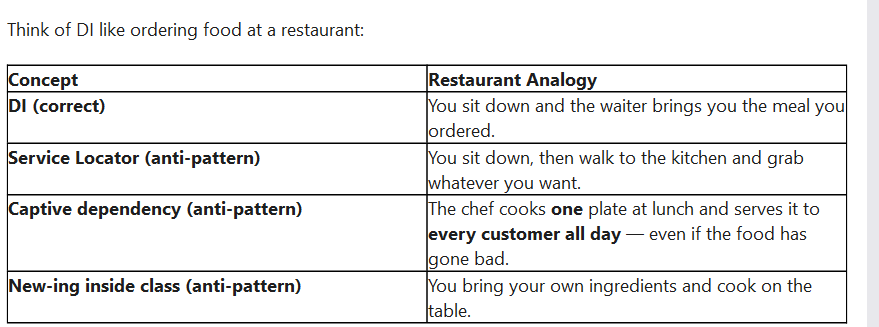 Think of DI like ordering food at a restaurant:
Concept
Restaurant Analogy
DI (correct)
You sit down and the waiter brings you the meal you
ordered.
Service Locator (anti-pattern)
You sit down, then walk to the kitchen and grab
whatever you want.
Captive dependency (anti-pattern)
The chef cooks one plate at lunch and serves it to
every customer all day — even if the food has
gone bad.
New-ing inside class (anti-pattern)
You bring your own ingredients and cook on the
table.